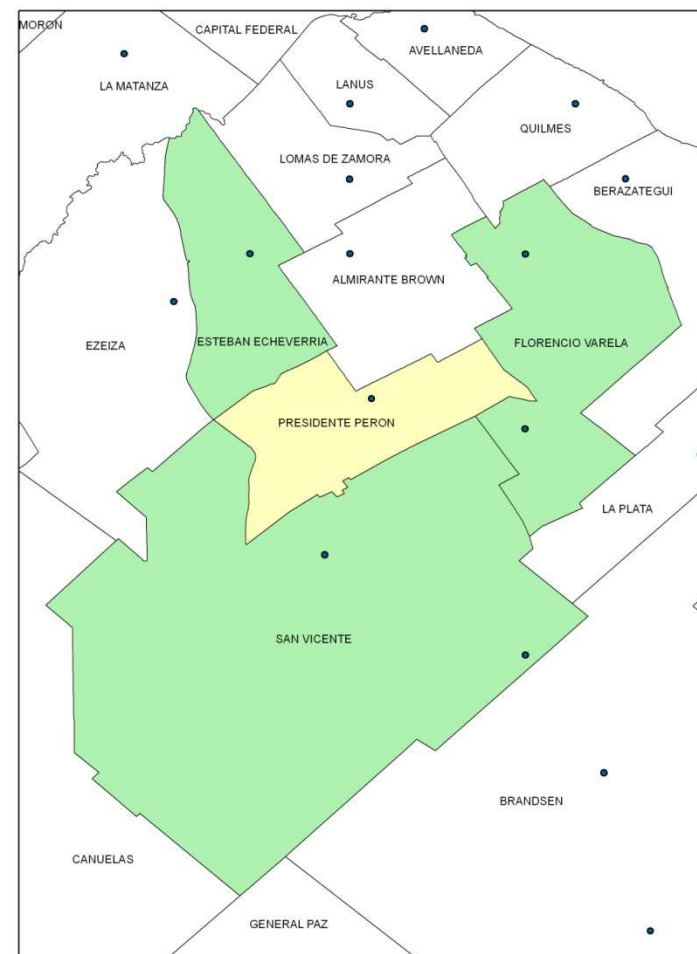 MORON
CAPITAL FEDERAL
AVELLANEDA
LA MATANZA
LANUS
QUILMES
LOMAS DE ZAMORA
BERAZATEGUI
ALMIRANTE BROWN
EZEIZA
ESTEBAN ECHEVERRIA
FLORENCIO VARELA
PRESIDENTE PERON
LA PLATA
SAN VICENTE
BRANDSEN
CANUELAS
GENERAL PAZ